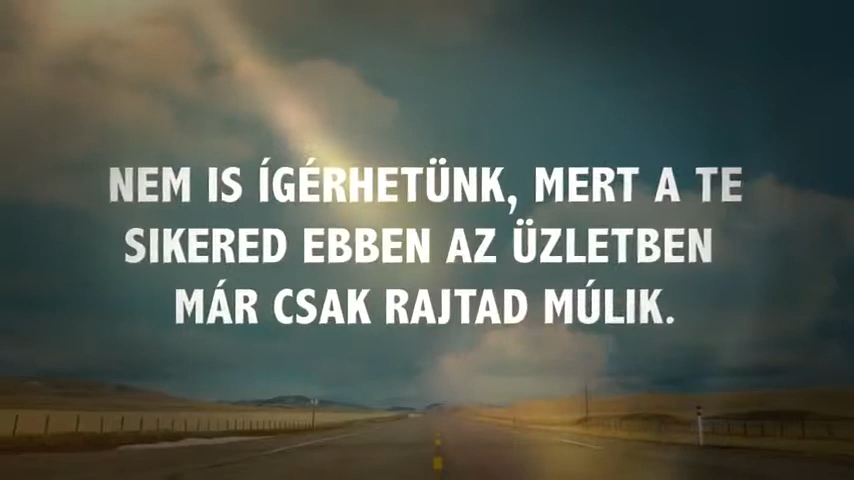 NEM IS ÍGÉRHETÜNK, MERT A TE
SIKERED EBBEN AZ ÜZLETBEN
MÁR CSAK RAJTAD MÚLIK.